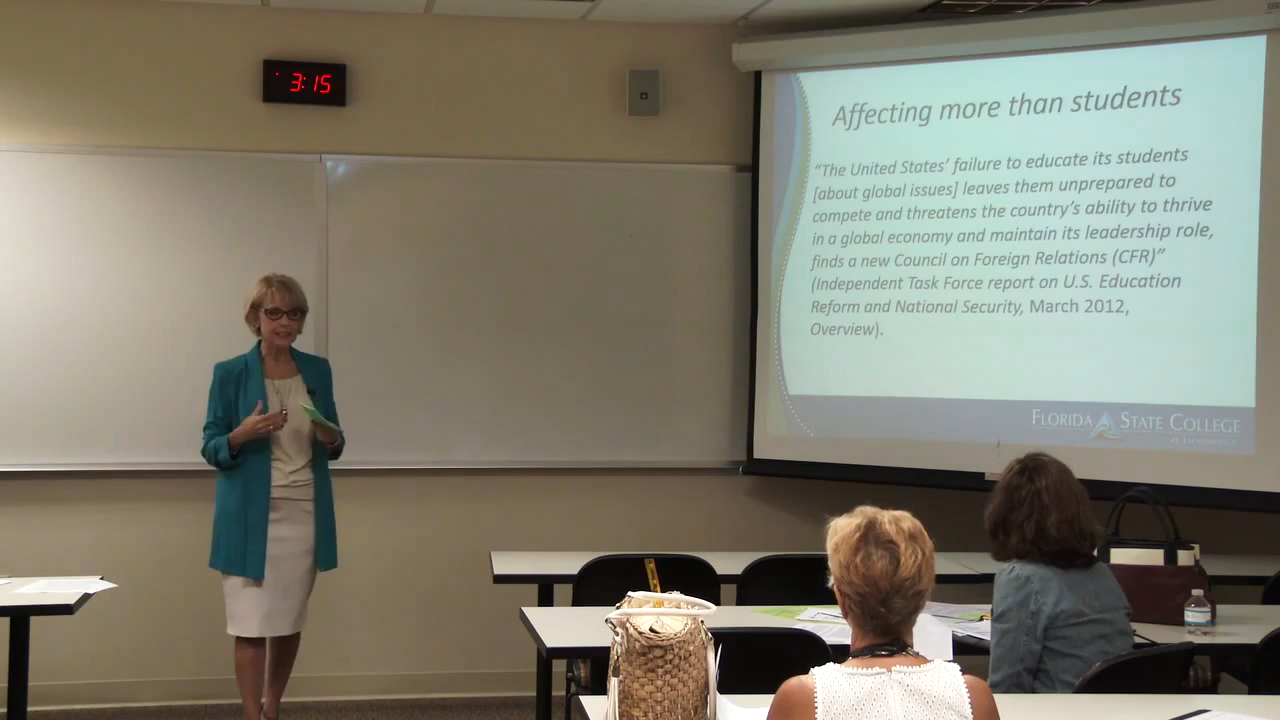 3:15
Affecting more than students
“The United States’ failure to educate its students
[about global issues] leaves them unprepared to
compete and threatens the country’s ability to thrive
in a global economy and maintain its leadership role,
finds a new Council on Foreign Relations (CFR)”
(Independent Task Force report on U.S. Education
Reform and National Security, March 2012,
Overview).
FLORIDA STATE COLLEGE
AT JACKSONVILLE